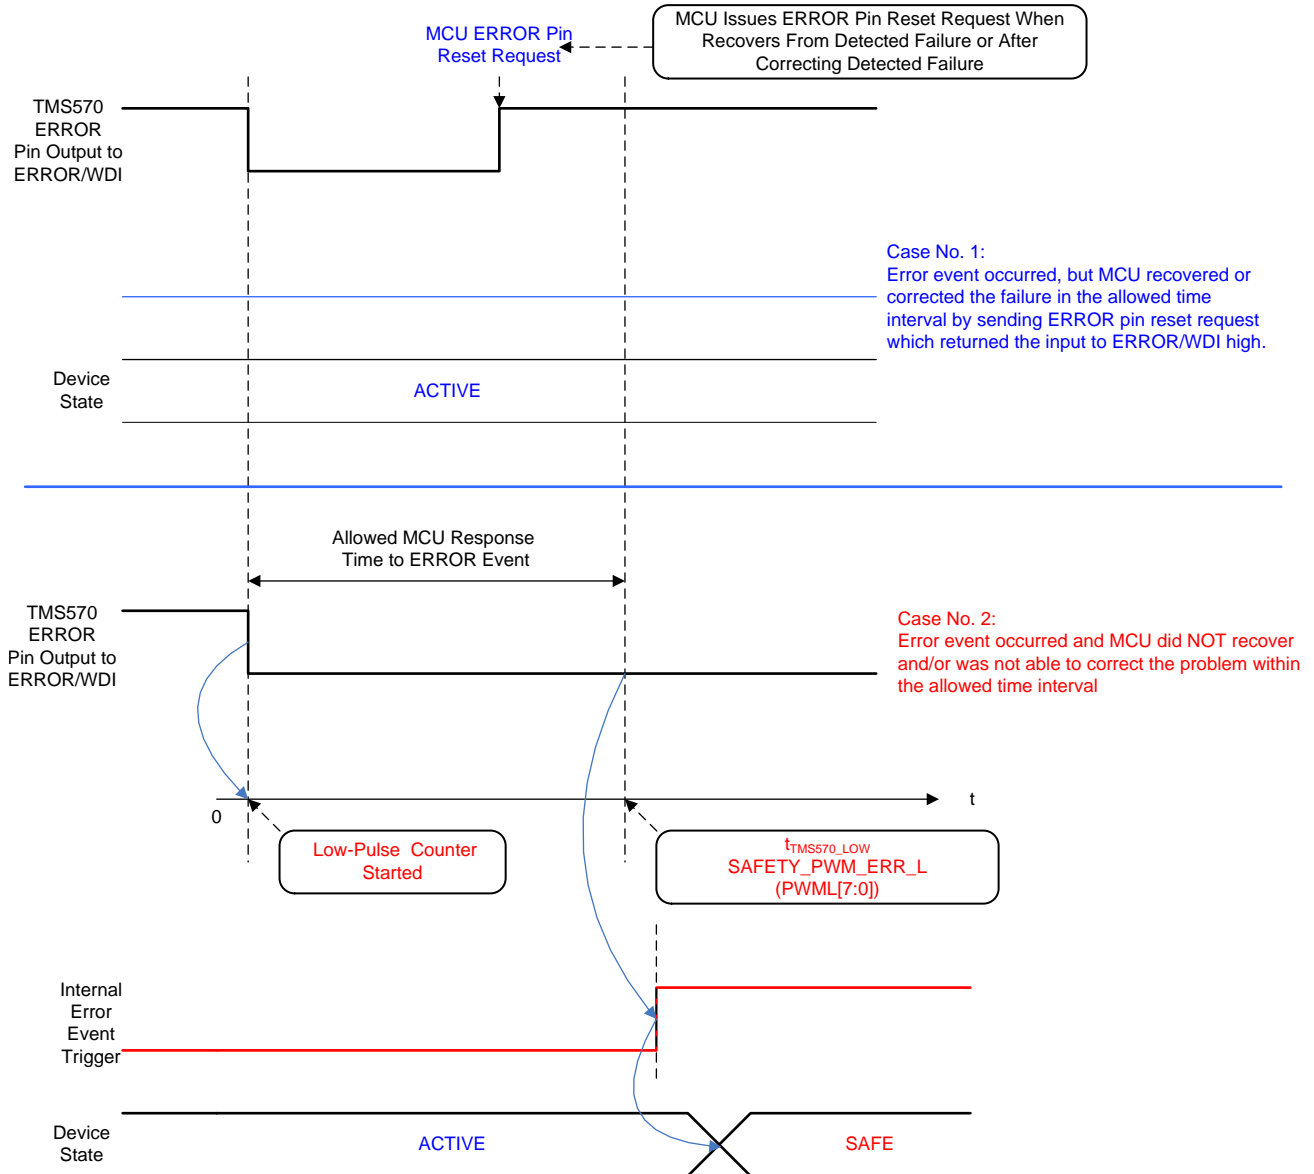 MCU ERROR Pin
Reset Request
MCU Issues ERROR Pin Reset Request When
Recovers From Detected Failure or After
Correcting Detected Failure
TMS570
ERROR
Pin Output to
ERROR/WDI
Case No. 1:
Error event occurred, but MCU recovered or
corrected the failure in the allowed time
interval by sending ERROR pin reset request
which returned the input to ERROR/WDI high.
Device
State
ACTIVE
Allowed MCU Response
Time to ERROR Event
TMS570
ERROR
Pin Output to
ERROR/WDI
Case No. 2:
Error event occurred and MCU did NOT recover
and/or was not able to correct the problem within
the allowed time interval
0
t
Low-Pulse Counter
Started
tTMS570_LOW
SAFETY_PWM_ERR_L
(PWML[7:0])
Internal
Error
Event
Trigger
Device
State
ACTIVE
SAFE